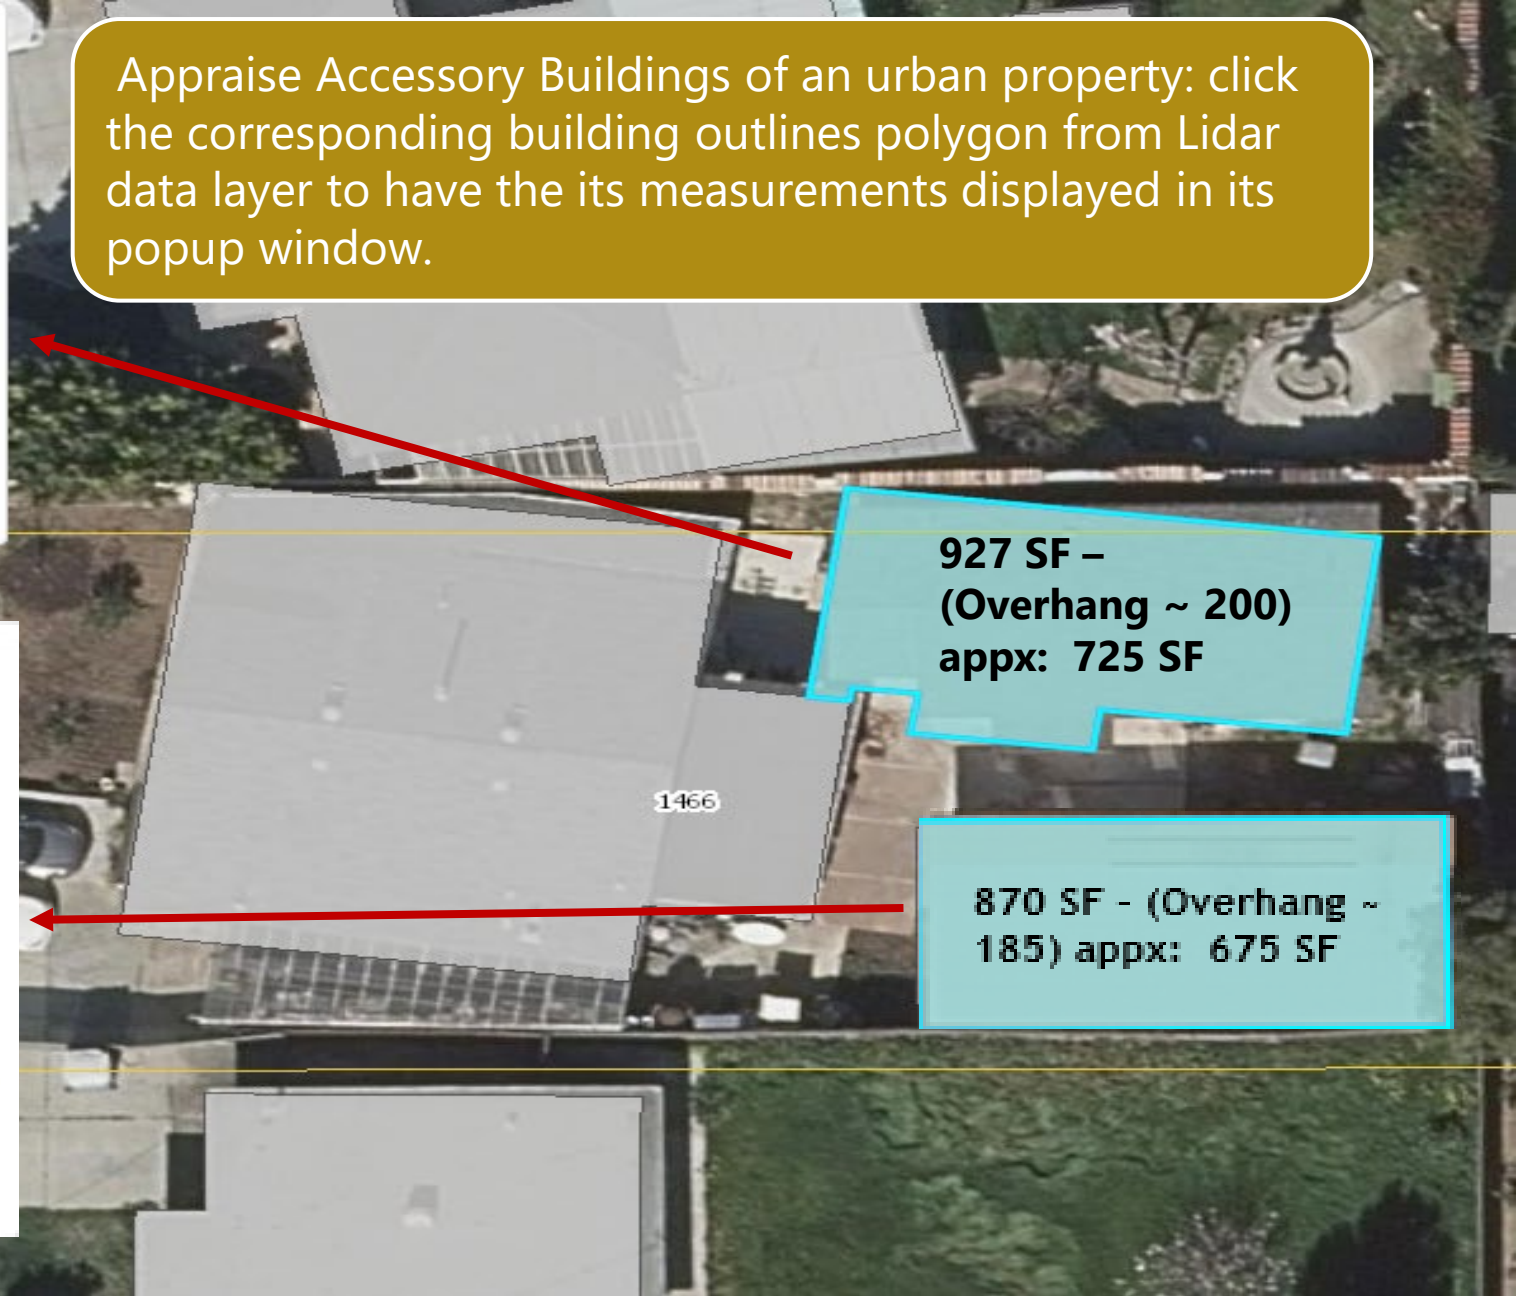 Appraise Accessory Buildings of an urban property: click
the corresponding building outlines polygon from Lidar
data layer to have the its measurements displayed in its
popup window.
927 SF –
(Overhang ~ 200)
appx:  725 SF
1466
870 SF - (Overhang ~
185) appx:  675 SF